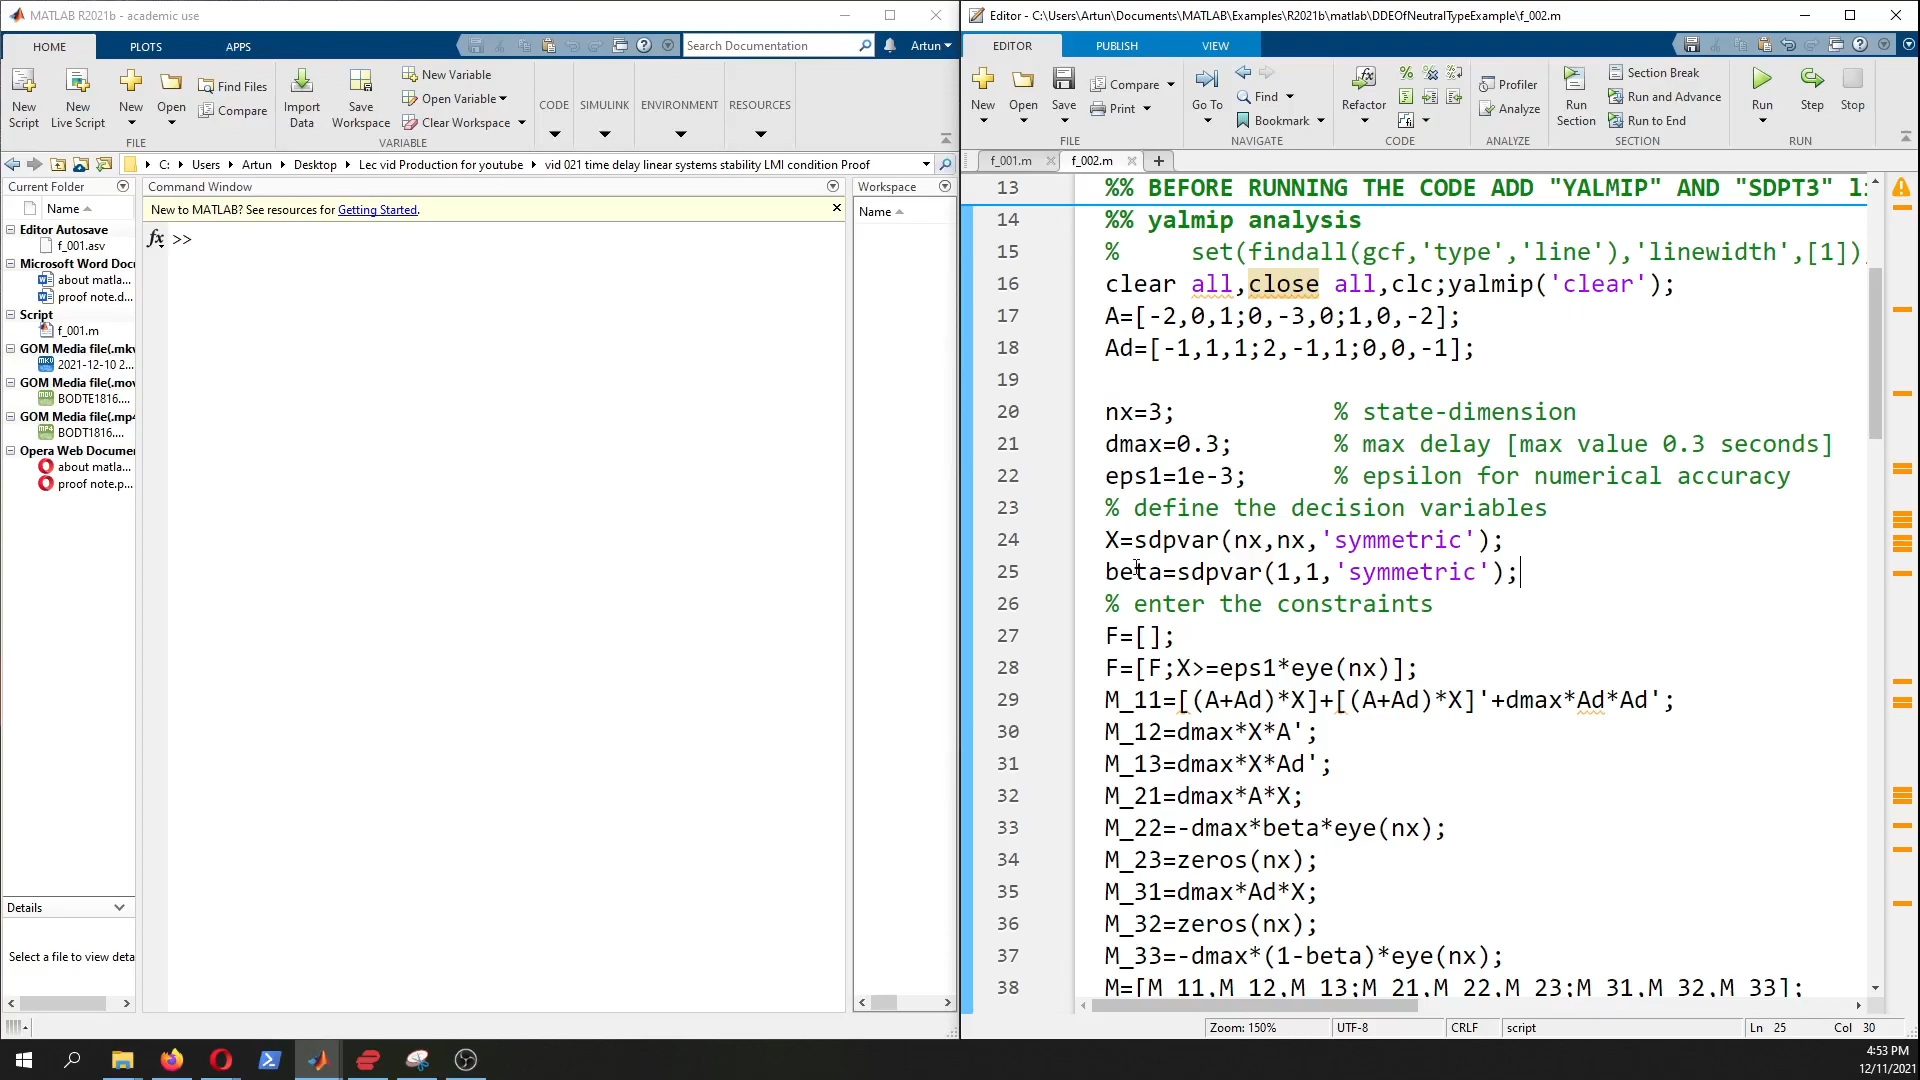 MATLAB R2021b - academic use
HOME
PLOTS
APPS
Search Documentation
Artun
New Script
New Live Script
New
Open
Find Files
Compare
Import Data
Save Workspace
New Variable
Open Variable
Clear Workspace
CODE
SIMULINK
ENVIRONMENT
RESOURCES
FILE
VARIABLE
C:
Users
Artun
Desktop
Lec vid Production for youtube
vid 021 time delay linear systems stability LMI condition Proof
Current Folder
Name
Editor Autosave
f_001.asv
Microsoft Word Docu
about matla...
proof note.d...
Script
f_001.m
GOM Media file(.mkv
2021-12-10 2...
GOM Media file(.mov
BODTE1816....
GOM Media file(.mp4
BODT1816....
Opera Web Documen
about matla...
proof note.p...
Details
Select a file to view deta
Command Window
New to MATLAB? See resources for Getting Started.
fx >>
Workspace
Name
Editor - C:\Users\Artun\Documents\MATLAB\Examples\R2021b\matlab\DDEOfNeutralTypeExample\f_002.m
EDITOR
PUBLISH
VIEW
New
Open
Save
Compare
Print
Go To
Find
Bookmark
Refactor
Profiler
Analyze
Run Section
Section Break
Run and Advance
Run to End
Run
Step
Stop
FILE
NAVIGATE
CODE
ANALYZE
SECTION
RUN
f_001.m
f_002.m
13 %% BEFORE RUNNING THE CODE ADD "YALMIP" AND "SDPT3" li
14 %% yalmip analysis
15 % set(findall(gcf,'type','line'),'linewidth',[1])
16 clear all,close all,clc;yalmip('clear');
17 A=[-2,0,1;0,-3,0;1,0,-2];
18 Ad=[-1,1,1;2,-1,1;0,0,-1];
19
20 nx=3; % state-dimension
21 dmax=0.3; % max delay [max value 0.3 seconds]
22 eps1=1e-3; % epsilon for numerical accuracy
23 % define the decision variables
24 X=sdpvar(nx,nx,'symmetric');
25 beta=sdpvar(1,1,'symmetric');
26 % enter the constraints
27 F=[];
28 F=[F;X>=eps1*eye(nx)];
29 M_11=[(A+Ad)*X]+[(A+Ad)*X]'+dmax*Ad*Ad';
30 M_12=dmax*X*A';
31 M_13=dmax*X*Ad';
32 M_21=dmax*A*X;
33 M_22=-dmax*beta*eye(nx);
34 M_23=zeros(nx);
35 M_31=dmax*Ad*X;
36 M_32=zeros(nx);
37 M_33=-dmax*(1-beta)*eye(nx);
38 M=[M_11,M_12,M_13;M_21,M_22,M_23;M_31,M_32,M_33];
Zoom: 150%
UTF-8
CRLF
script
Ln 25
Col 30
4:53 PM
12/11/2021